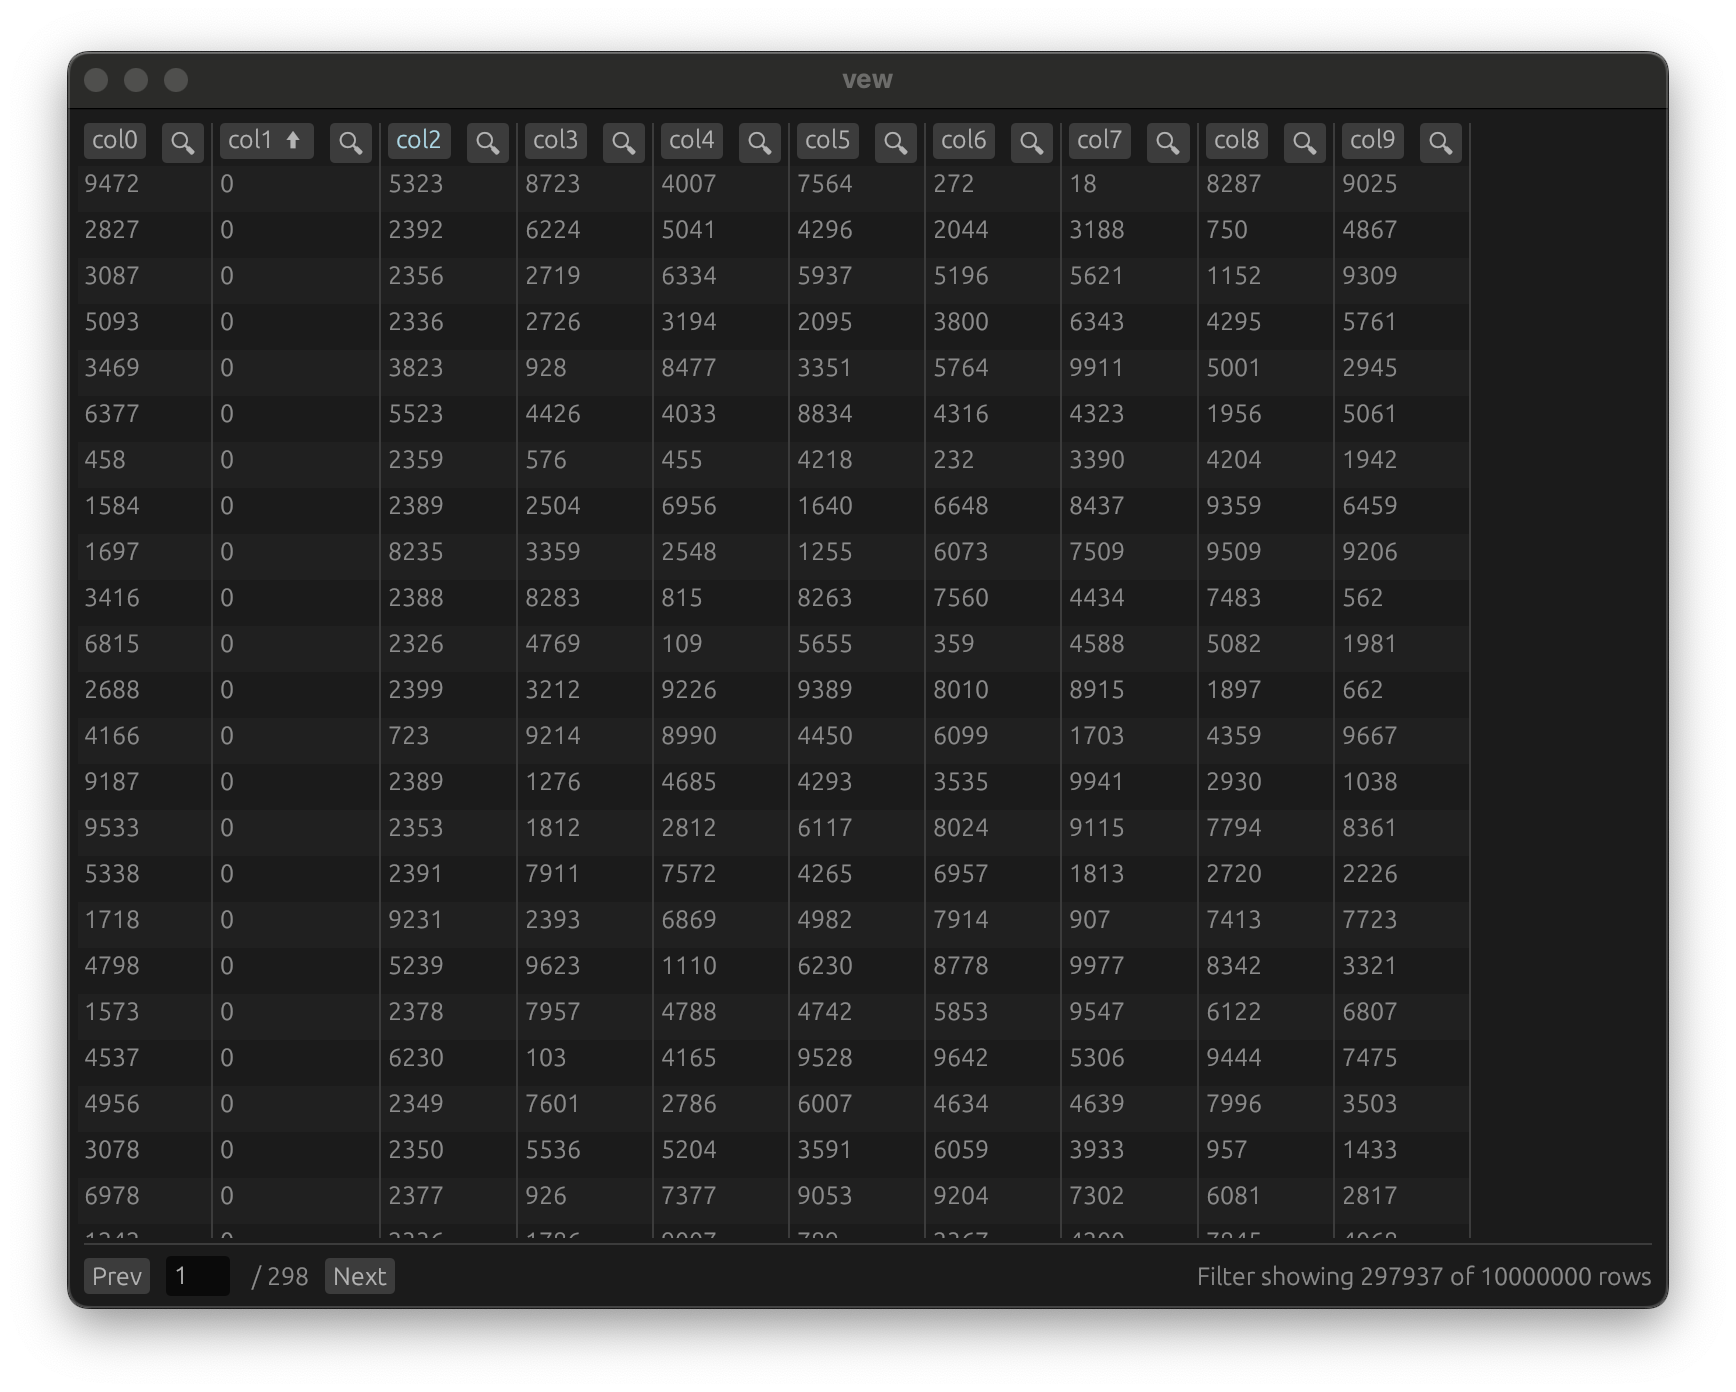 vew
col0 col1 col2 col3 col4 col5 col6 col7 col8 col9
9472 0 5323 8723 4007 7564 272 18 8287 9025
2827 0 2392 6224 5041 4296 2044 3188 750 4867
3087 0 2356 2719 6334 5937 5196 5621 1152 9309
5093 0 2336 2726 3194 2095 3800 6343 4295 5761
3469 0 3823 928 8477 3351 5764 9911 5001 2945
6377 0 5523 4426 4033 8834 4316 4323 1956 5061
458 0 2359 576 455 4218 232 3390 4204 1942
1584 0 2389 2504 6956 1640 6648 8437 9359 6459
1697 0 8235 3359 2548 1255 6073 7509 9509 9206
3416 0 2388 8283 815 8263 7560 4434 7483 562
6815 0 2326 4769 109 5655 359 4588 5082 1981
2688 0 2399 3212 9226 9389 8010 8915 1897 662
4166 0 723 9214 8990 4450 6099 1703 4359 9667
9187 0 2389 1276 4685 4293 3535 9941 2930 1038
9533 0 2353 1812 2812 6117 8024 9115 7794 8361
5338 0 2391 7911 7572 4265 6957 1813 2720 2226
1718 0 9231 2393 6869 4982 7914 907 7413 7723
4798 0 5239 9623 1110 6230 8778 9977 8342 3321
1573 0 2378 7957 4788 4742 5853 9547 6122 6807
4537 0 6230 103 4165 9528 9642 5306 9444 7475
4956 0 2349 7601 2786 6007 4634 4639 7996 3503
3078 0 2350 5536 5204 3591 6059 3933 957 1433
6978 0 2377 926 7377 9053 9204 7302 6081 2817
Prev 1 / 298 Next Filter showing 297937 of 10000000 rows